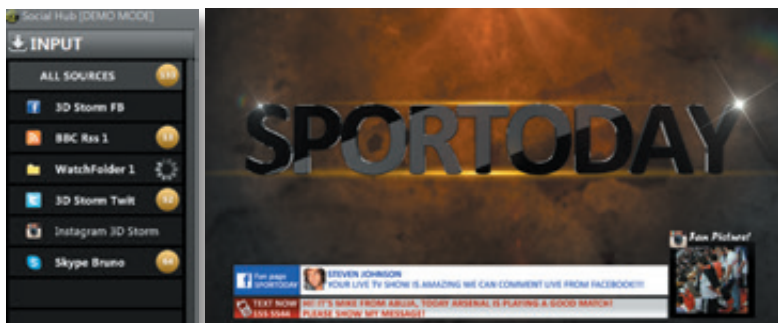 Social Hub [DEMO MODE]
INPUT
ALL SOURCES
3D Storm FB
BBC Rss 1
WatchFolder 1
3D Storm Twit
Instagram 3D Storm
Skype Bruno
SPORTODAY
Fan Picture!
Fan page
SPORTODAY
STEVEN JOHNSON
YOUR LIVE TV SHOW IS AMAZING WE CAN COMMENT LIVE FROM FACEBOOK!!!!
TEXT NOW
555 5544
HI! IT'S MIKE FROM ABUJA, TODAY ARSENAL IS PLAYING A GOOD MATCH!
PLEASE SHOW MY MESSAGE!